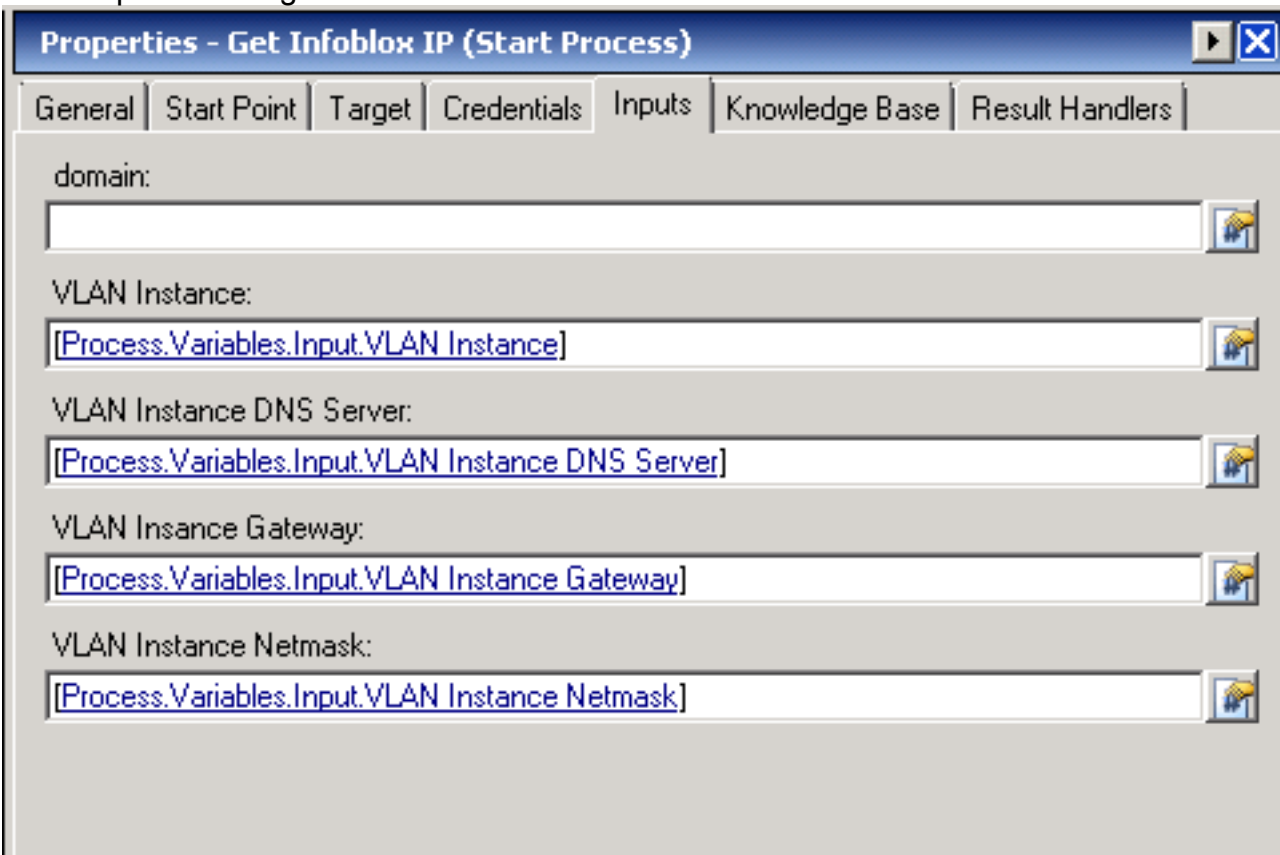 Properties - Get Infoblox IP (Start Process)
General Start Point Target Credentials Inputs Knowledge Base Result Handlers
domain:
VLAN Instance:
[Process.Variables.Input.VLAN Instance]
VLAN Instance DNS Server:
[Process.Variables.Input.VLAN Instance DNS Server]
VLAN Insance Gateway:
[Process.Variables.Input.VLAN Instance Gateway]
VLAN Instance Netmask:
[Process.Variables.Input.VLAN Instance Netmask]